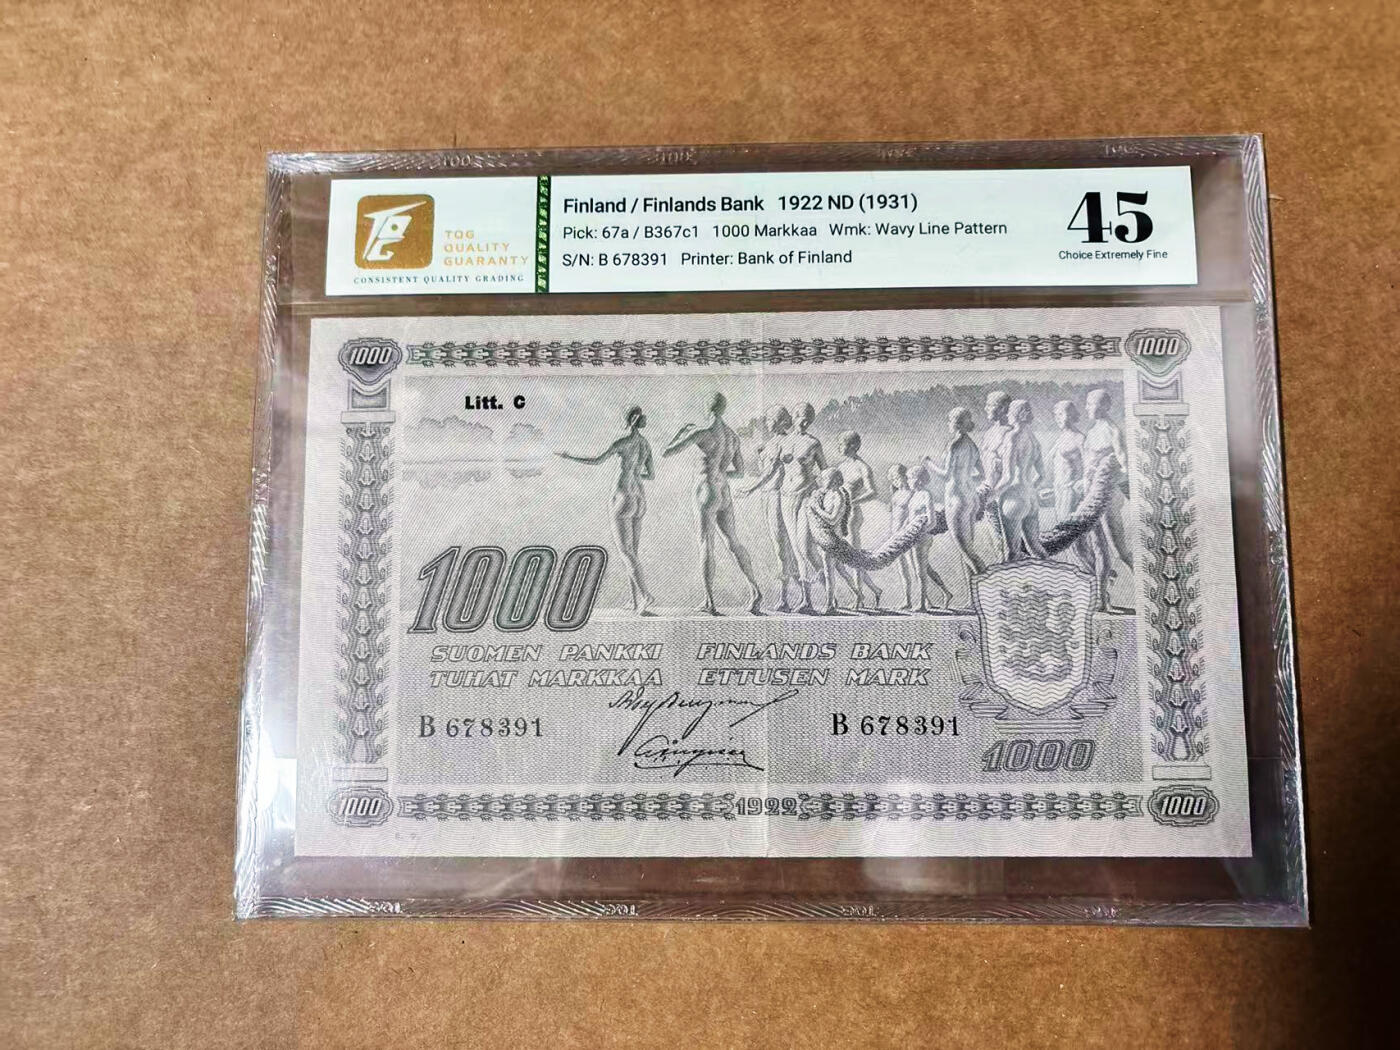 TQG
QUALITY
GUARANTY
CONSISTENT QUALITY GRADING
Finland / Finlands Bank 1922 ND (1931)
Pick: 67a / B367c1 1000 Markkaa Wmk: Wavy Line Pattern
S/N: B 678391 Printer: Bank of Finland
45
Choice Extremely Fine
1000 1000
Litt. C
1000
SUOMEN PANKKI FINLANDS BANK
TUHAT MARKKAA ETTUSEN MARK
B 678391 B 678391
1000
1000 1922 1000